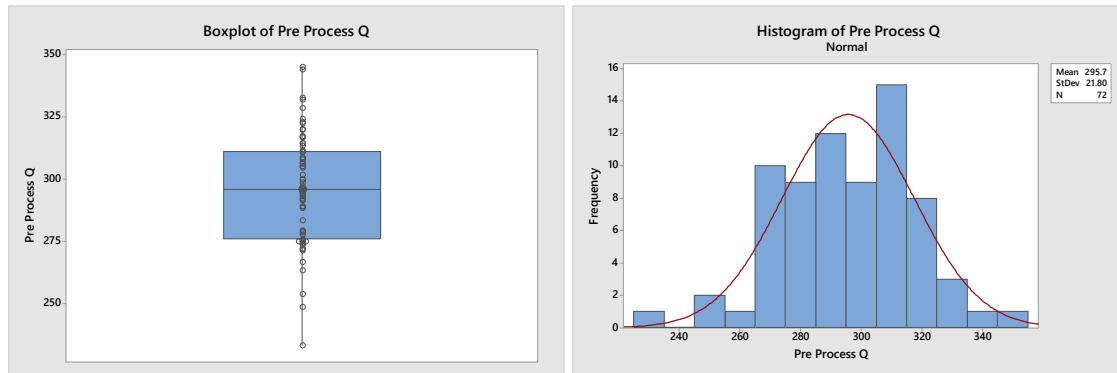 Boxplot of Pre Process Q
350
325
300
275
250
Pre Process Q
Histogram of Pre Process Q
Normal
Mean 295.7
StDev 21.80
N 72
16
14
12
10
8
6
4
2
0
Frequency
240 260 280 300 320 340
Pre Process Q